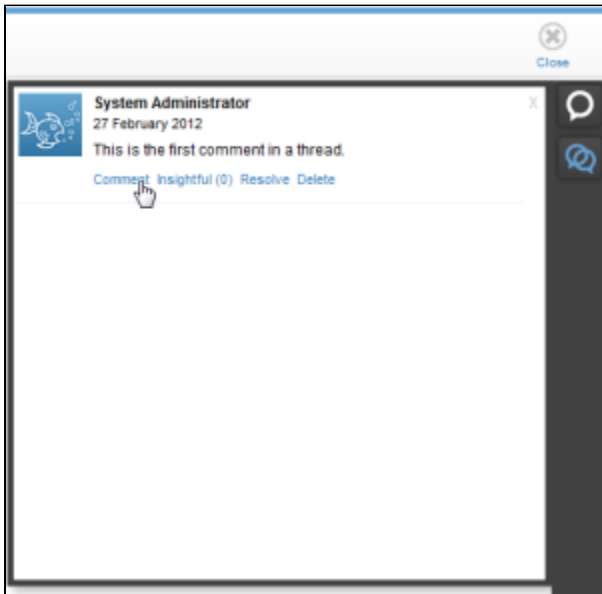 Close
System Administrator
X
27 February 2012
This is the first comment in a thread.
Comment Insightful (0) Resolve Delete